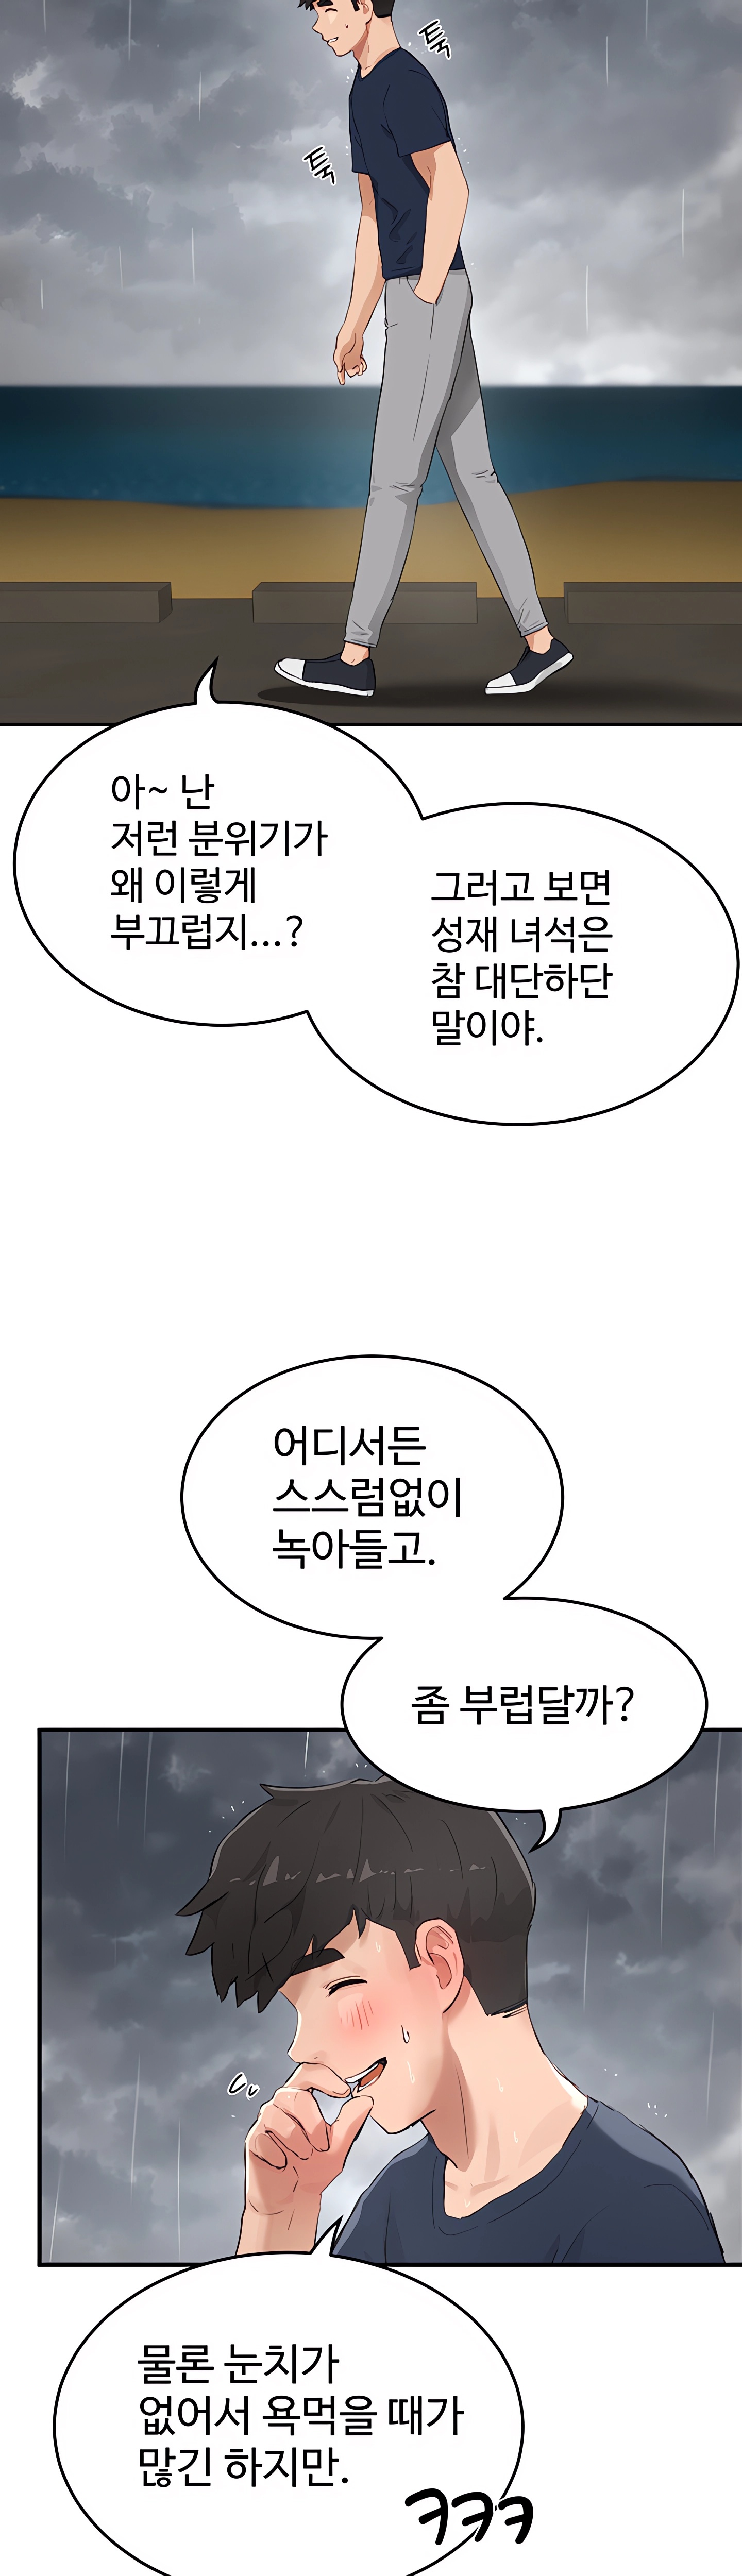 툭
툭
아~ 난
저런 분위기가
왜 이렇게
부끄럽지...?
그러고 보면
성재 녀석은
참 대단하단
말이야.
어디서든
스스럼없이
녹아들고.
좀 부럽달까?
물론 눈치가
없어서 욕먹을 때가
많긴 하지만.
ㅋㅋㅋ